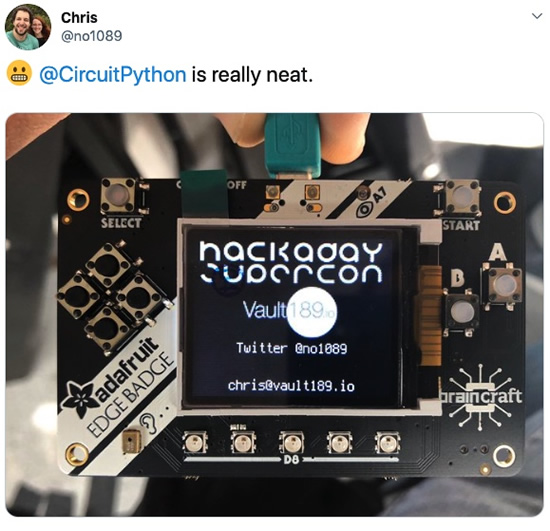 Chris
@no1089
@CircuitPython is really neat.
OFF
A7
SELECT
START
hackaday
supercon
Vault189.io
Twitter @no1089
chris@vault189.io
A
B
adafruit
EDGE BADGE
braincraft
D8